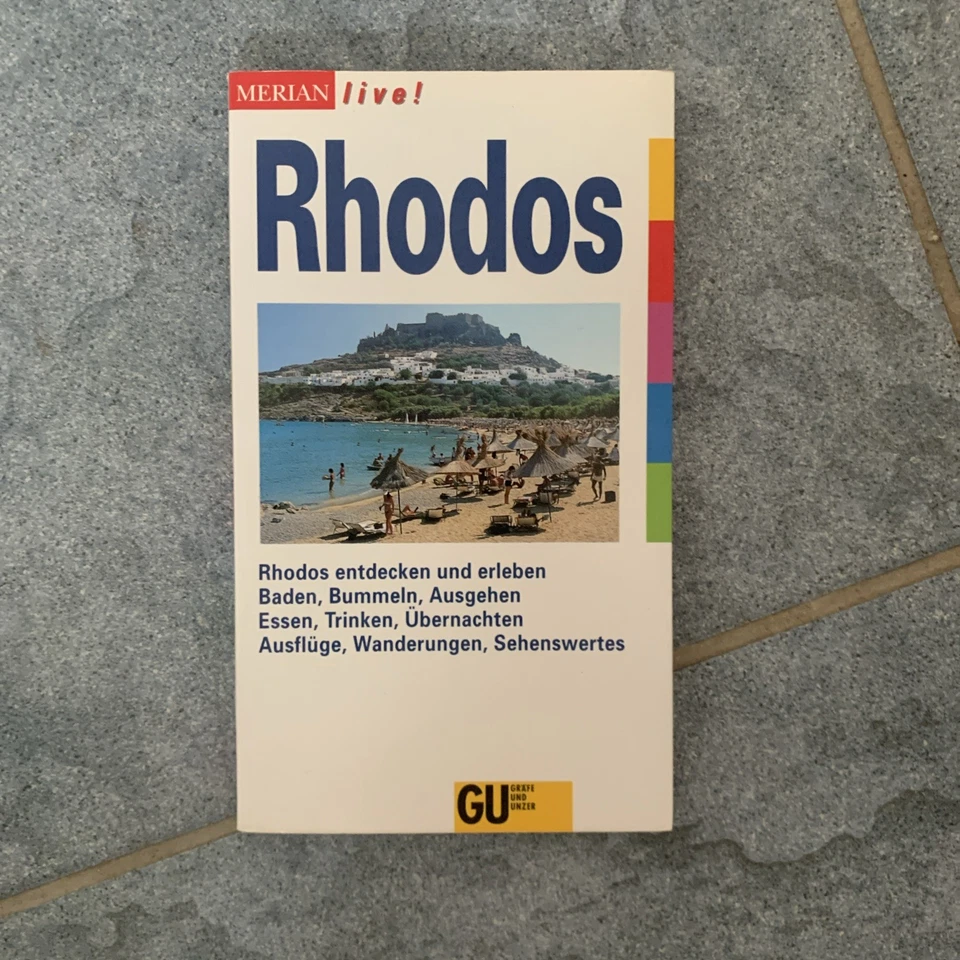 MERIAN live!
Rhodos
Rhodos entdecken und erleben
Baden, Bummeln, Ausgehen
Essen, Trinken, Übernachten
Ausflüge, Wanderungen, Sehenswertes
GU GRÄFE
UND
UNZER